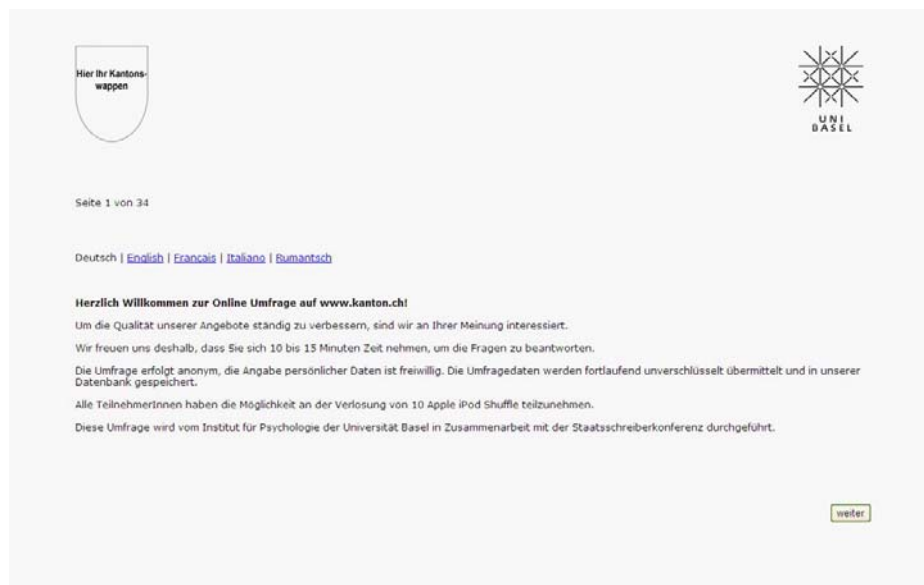 Hier Ihr Kantons-
wappen
UNI
BASEL
Seite 1 von 34
Deutsch | English | Francais | Italiano | Rumantsch
Herzlich Willkommen zur Online Umfrage auf www.kanton.ch!
Um die Qualität unserer Angebote ständig zu verbessern, sind wir an Ihrer Meinung interessiert.
Wir freuen uns deshalb, dass Sie sich 10 bis 15 Minuten Zeit nehmen, um die Fragen zu beantworten.
Die Umfrage erfolgt anonym, die Angabe persönlicher Daten ist freiwillig. Die Umfragedaten werden fortlaufend unverschlüsselt übermittelt und in unserer
Datenbank gespeichert.
Alle TeilnehmerInnen haben die Möglichkeit an der Verlosung von 10 Apple iPod Shuffle teilzunehmen.
Diese Umfrage wird vom Institut für Psychologie der Universität Basel in Zusammenarbeit mit der Staatsschreiberkonferenz durchgeführt.
weiter